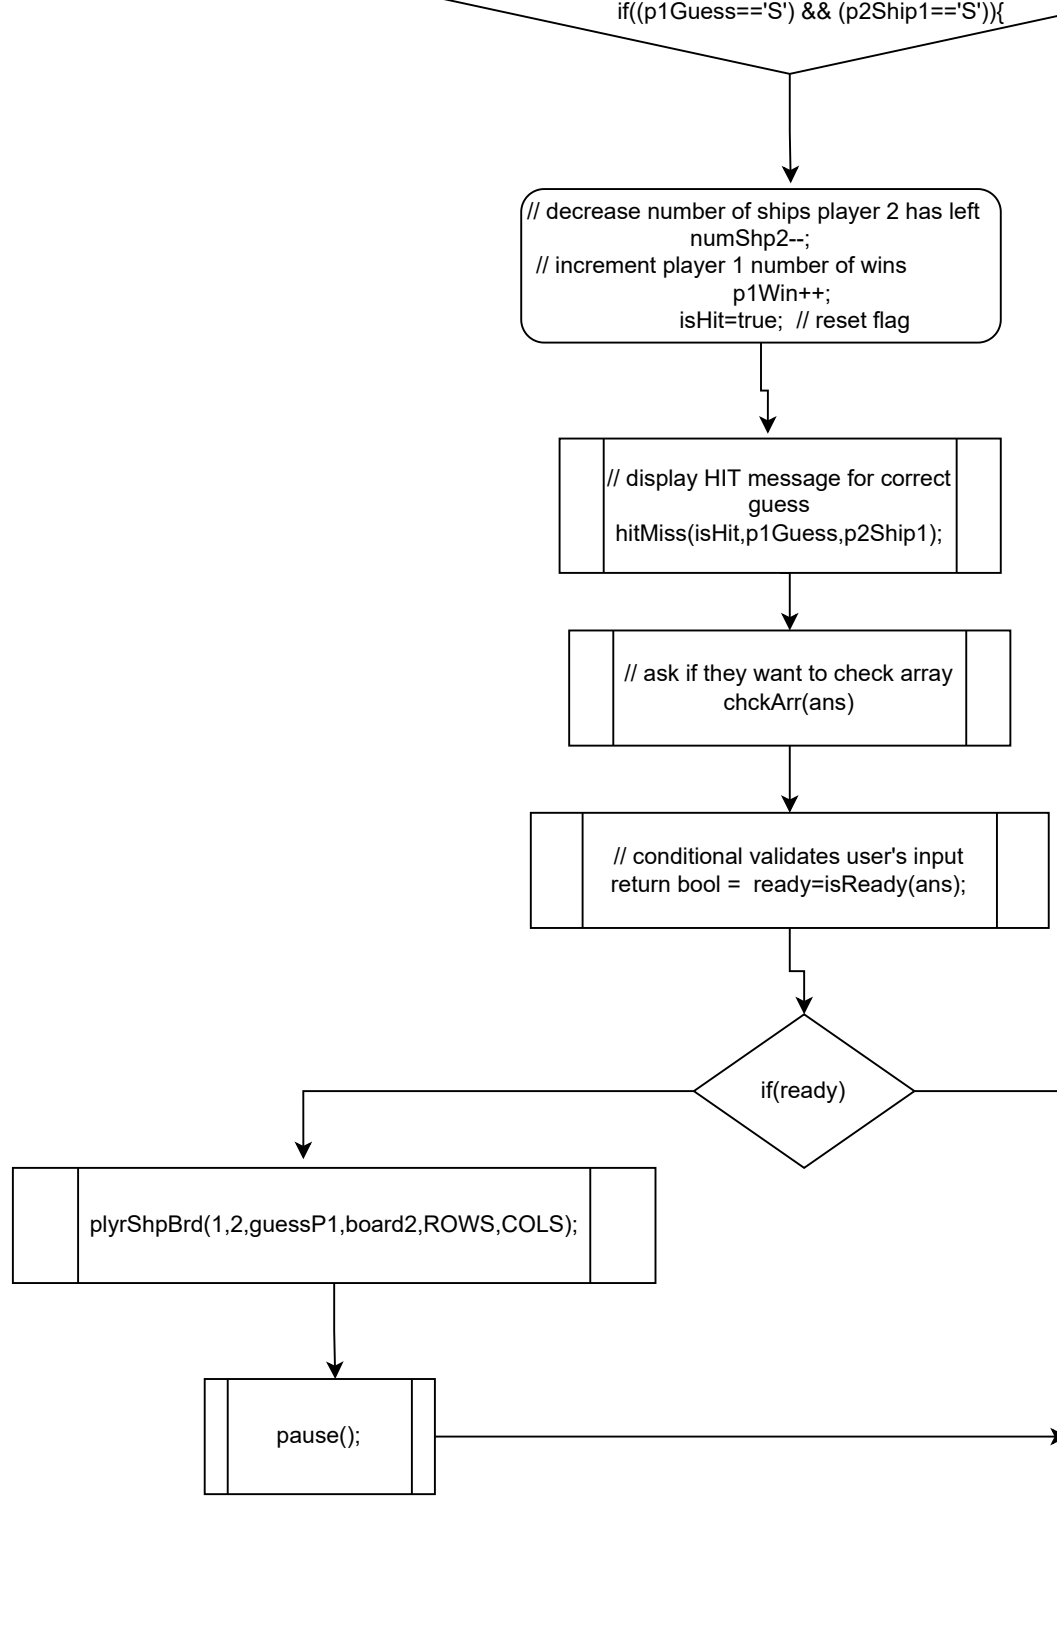 if((p1Guess=='S') && (p2Ship1=='S')){
// decrease number of ships player 2 has left
numShp2--;
// increment player 1 number of wins
p1Win++;
isHit=true;  // reset flag
// display HIT message for correct
guess
hitMiss(isHit,p1Guess,p2Ship1);
// ask if they want to check array
chckArr(ans)
// conditional validates user's input
return bool =  ready=isReady(ans);
if(ready)
plyrShpBrd(1,2,guessP1,board2,ROWS,COLS);
pause();